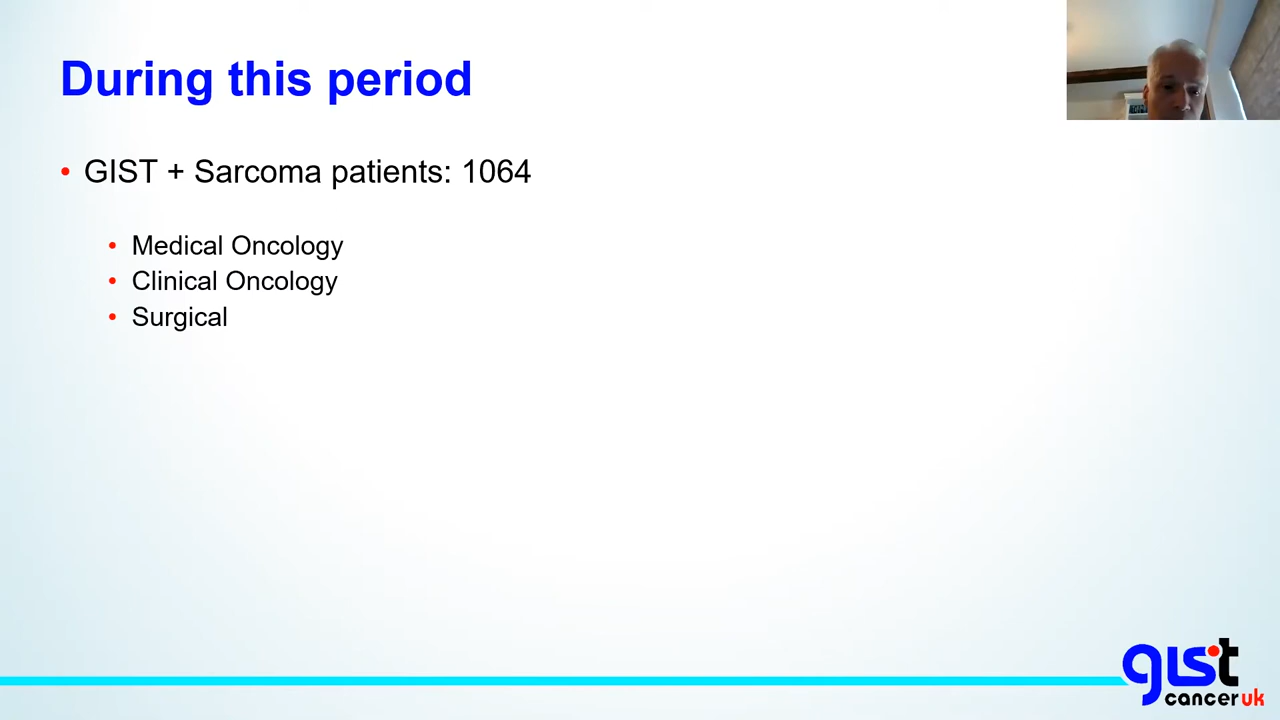 During this period
• GIST + Sarcoma patients: 1064
• Medical Oncology
• Clinical Oncology
• Surgical
gist
cancer uk